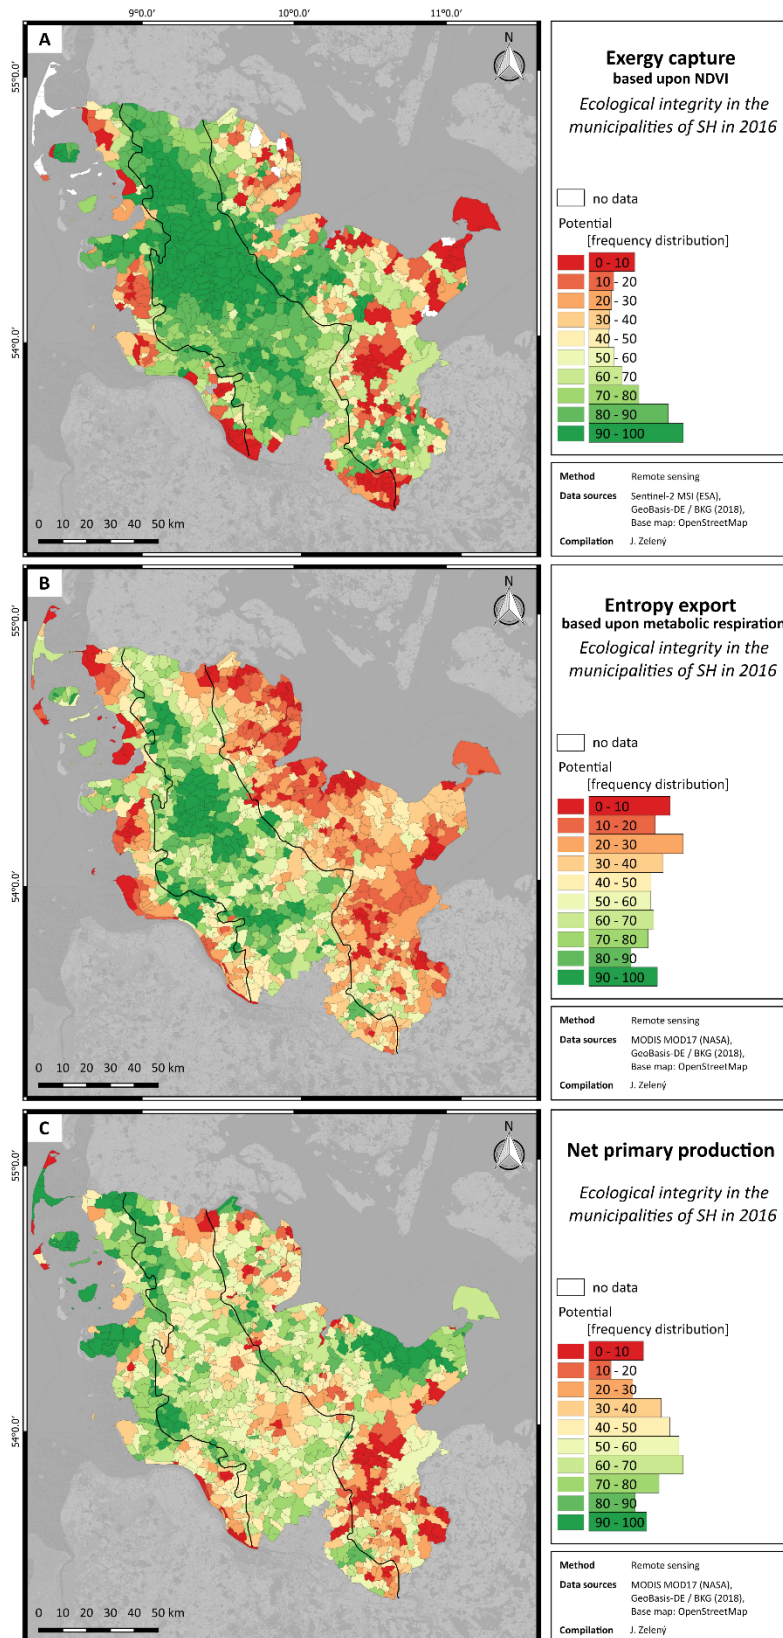 9°0.0'
10°0.0'
11°0.0'
A
N
55°0.0'
54°0.0'
0 10 20 30 40 50 km
Exergy capture
based upon NDVI
Ecological integrity in the
municipalities of SH in 2016
no data
Potential
[frequency distribution]
0 - 10
10 - 20
20 - 30
30 - 40
40 - 50
50 - 60
60 - 70
70 - 80
80 - 90
90 - 100
Method Remote sensing
Data sources Sentinel-2 MSI (ESA),
GeoBasis-DE / BKG (2018),
Base map: OpenStreetMap
Compilation J. Zelený
B
N
55°0.0'
54°0.0'
0 10 20 30 40 50 km
Entropy export
based upon metabolic respiration
Ecological integrity in the
municipalities of SH in 2016
no data
Potential
[frequency distribution]
0 - 10
10 - 20
20 - 30
30 - 40
40 - 50
50 - 60
60 - 70
70 - 80
80 - 90
90 - 100
Method Remote sensing
Data sources MODIS MOD17 (NASA),
GeoBasis-DE / BKG (2018),
Base map: OpenStreetMap
Compilation J. Zelený
C
N
55°0.0'
54°0.0'
0 10 20 30 40 50 km
Net primary production
Ecological integrity in the
municipalities of SH in 2016
no data
Potential
[frequency distribution]
0 - 10
10 - 20
20 - 30
30 - 40
40 - 50
50 - 60
60 - 70
70 - 80
80 - 90
90 - 100
Method Remote sensing
Data sources MODIS MOD17 (NASA),
GeoBasis-DE / BKG (2018),
Base map: OpenStreetMap
Compilation J. Zelený